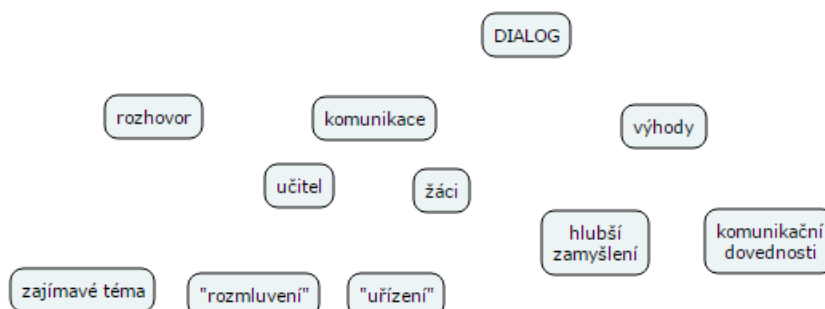 DIALOG
rozhovor
komunikace
výhody
učitel
žáci
hlubší
zamyšlení
komunikační
dovednosti
zajímavé téma
"rozmluvení"
"uřízení"